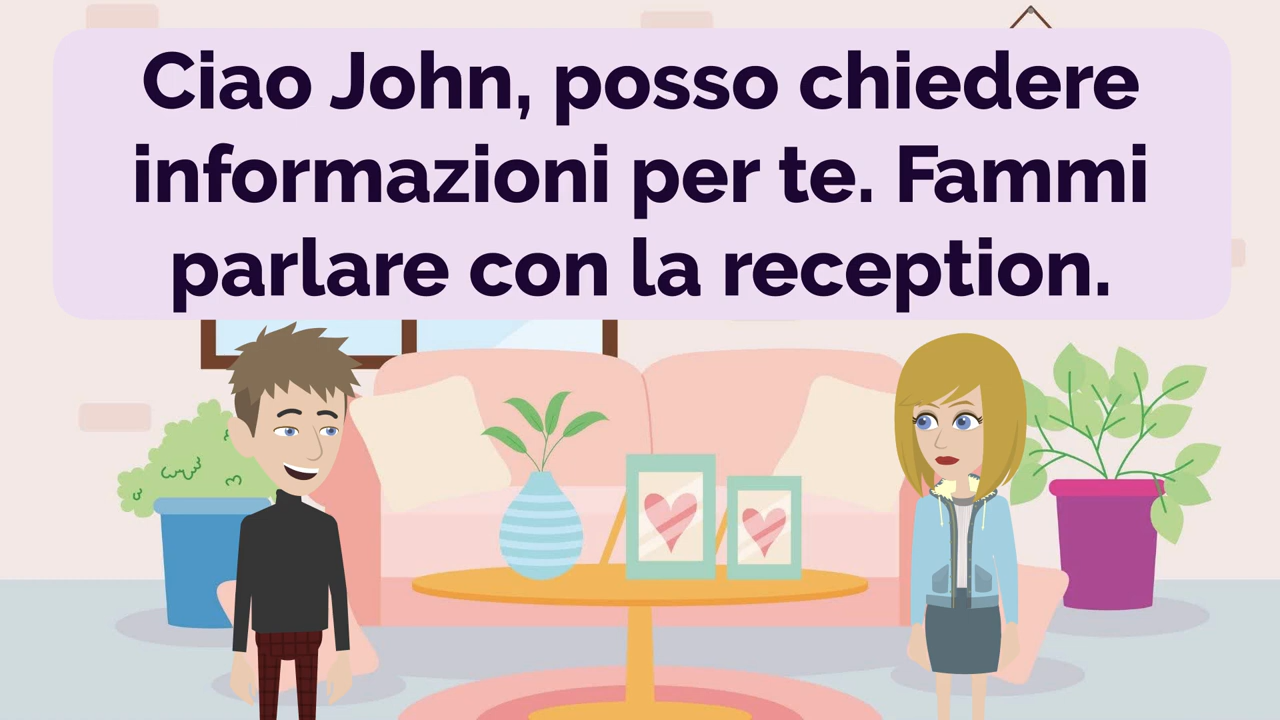 Ciao John, posso chiedere
informazioni per te. Fammi
parlare con la reception.